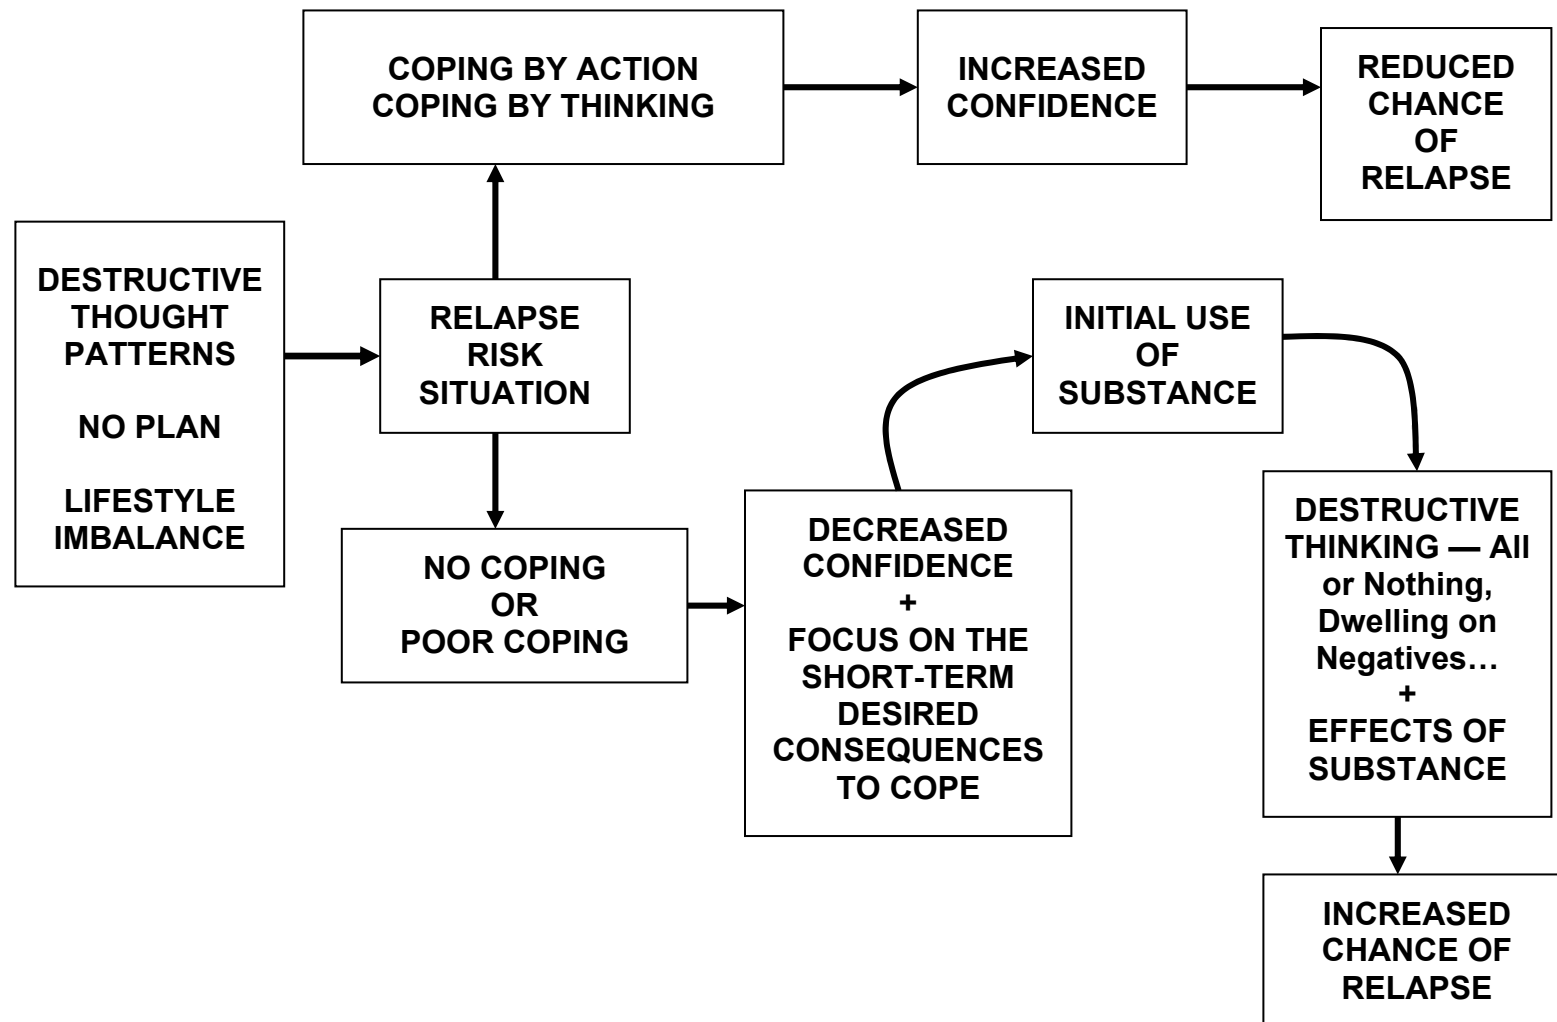 COPING BY ACTION
COPING BY THINKING
INCREASED
CONFIDENCE
REDUCED
CHANCE
OF
RELAPSE
DESTRUCTIVE
THOUGHT
PATTERNS
NO PLAN
LIFESTYLE
IMBALANCE
RELAPSE
RISK
SITUATION
NO COPING
OR
POOR COPING
DECREASED
CONFIDENCE
+
FOCUS ON THE
SHORT-TERM
DESIRED
CONSEQUENCES
TO COPE
INITIAL USE
OF
SUBSTANCE
DESTRUCTIVE
THINKING — All
or Nothing,
Dwelling on
Negatives…
+
EFFECTS OF
SUBSTANCE
INCREASED
CHANCE OF
RELAPSE